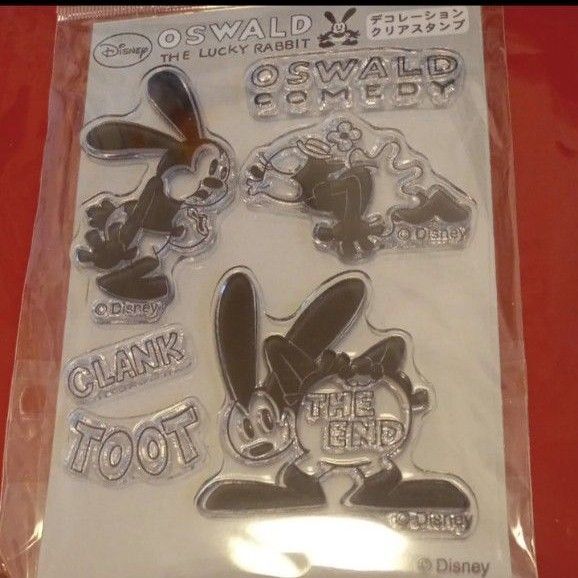 Disney
OSWALD
THE LUCKY RABBIT
デコレーション
クリアスタンプ
OSWALD
COMEDY
© Disney
© Disney
CLANK
TOOT
THE
END
© Disney
© Disney